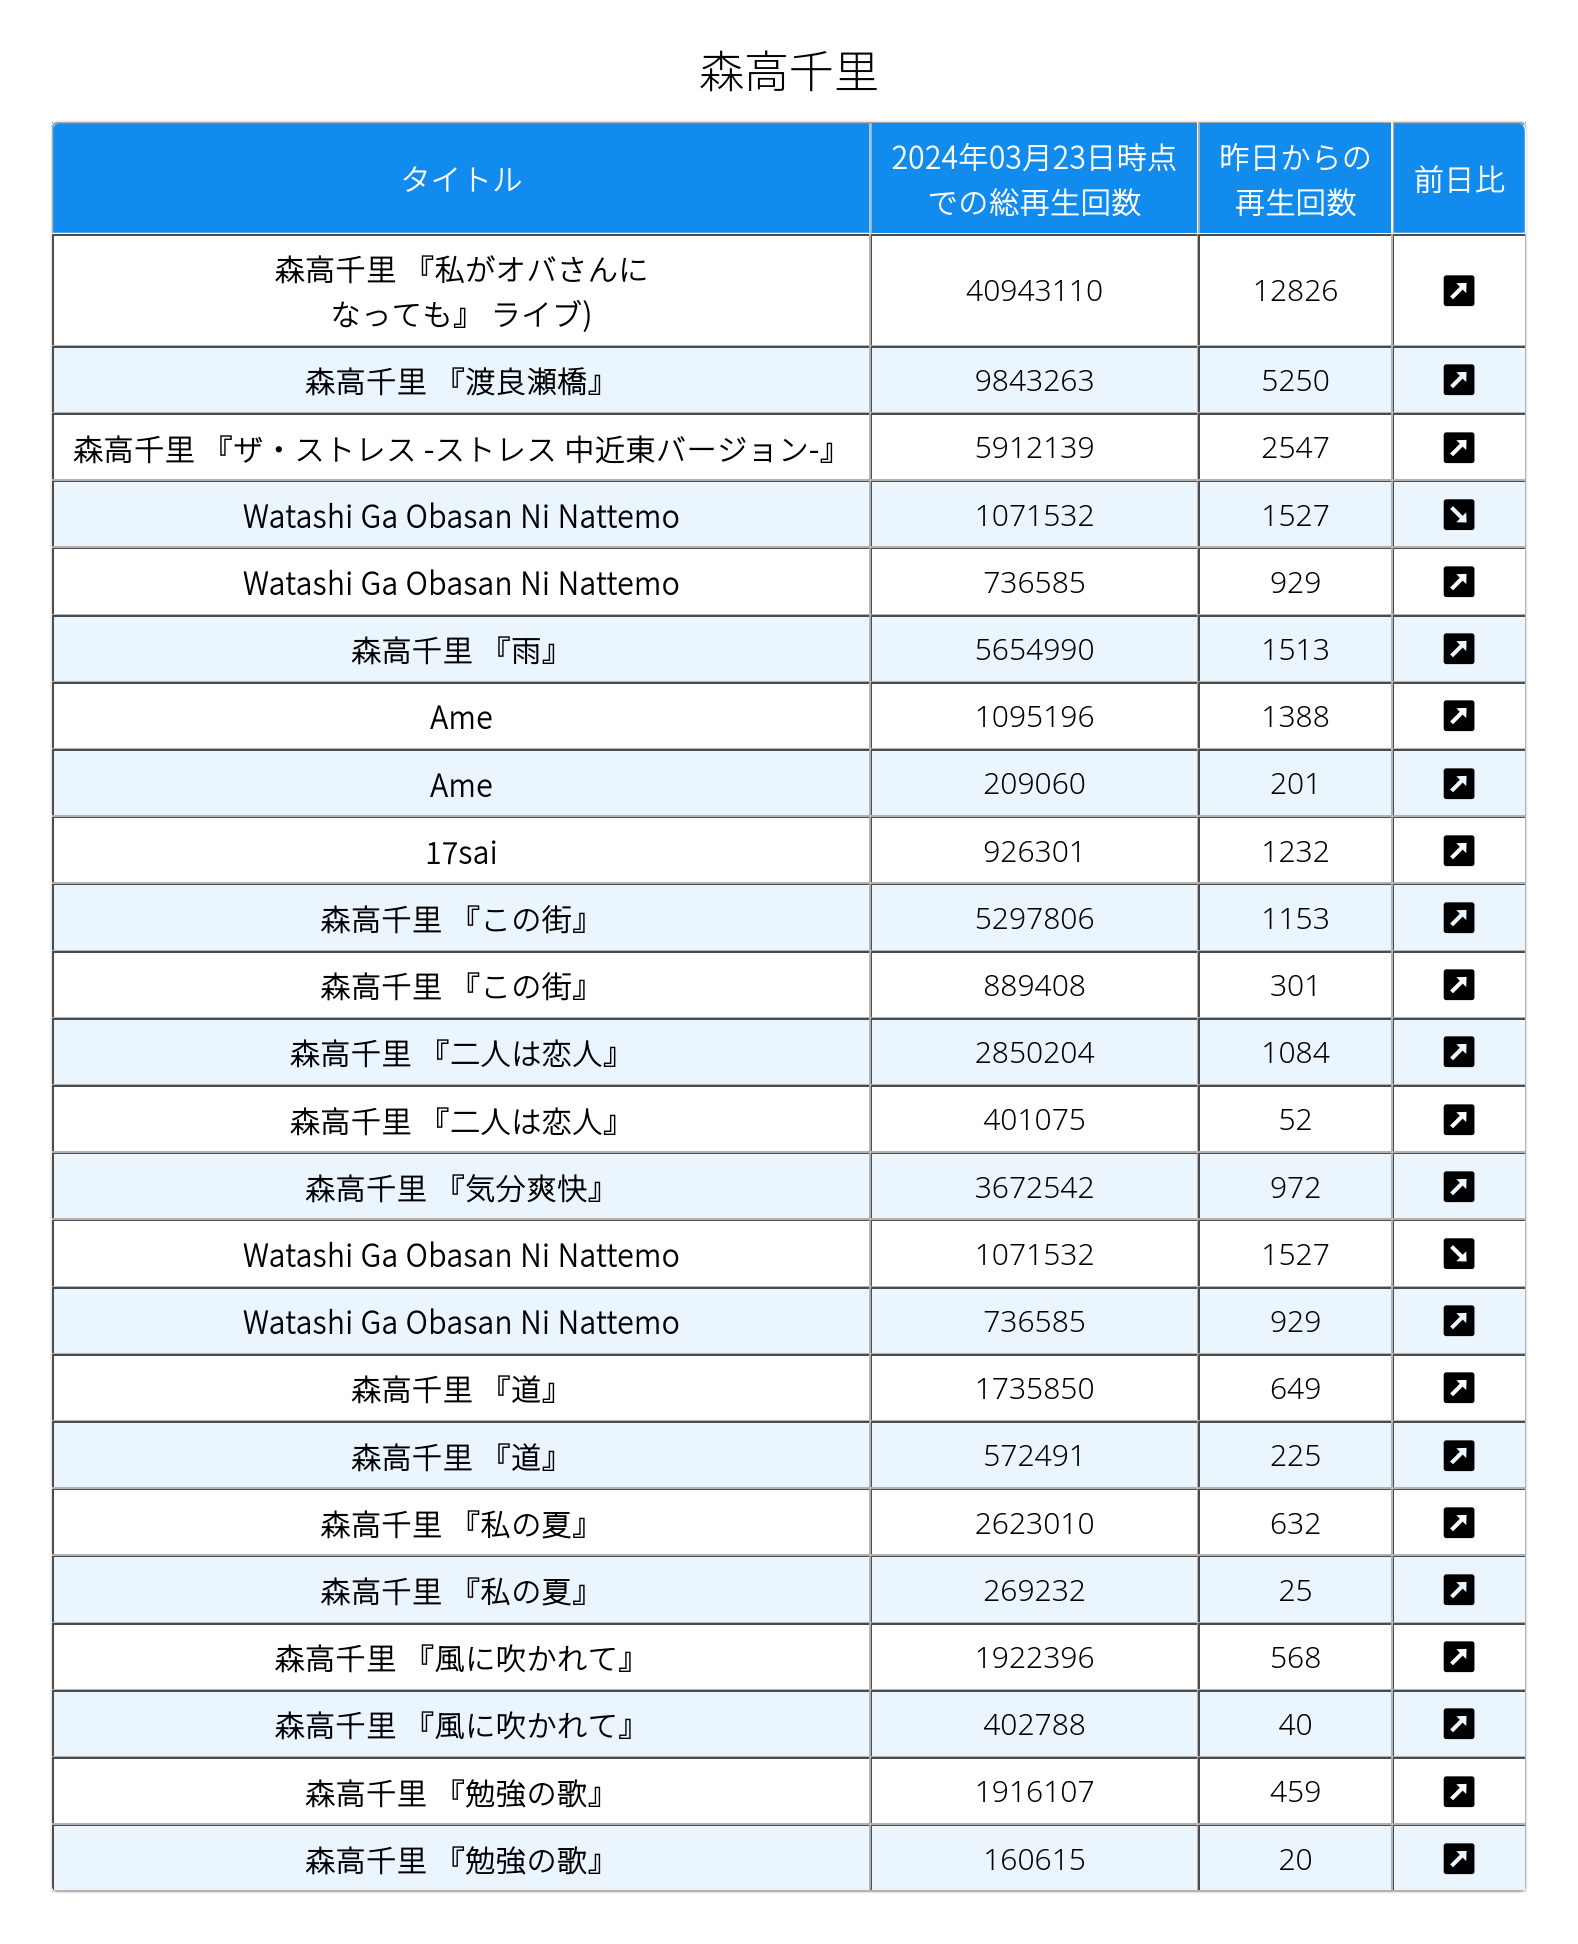 森高千里
タイトル 2024年03月23日時点 昨日からの 前日比
での総再生回数 再生回数
森高千里 『私がオバさんに
なっても』 ライブ) 40943110 12826
森高千里 『渡良瀬橋』 9843263 5250
森高千里 『ザ・ストレス -ストレス 中近東バージョン-』 5912139 2547
Watashi Ga Obasan Ni Nattemo 1071532 1527
Watashi Ga Obasan Ni Nattemo 736585 929
森高千里 『雨』 5654990 1513
Ame 1095196 1388
Ame 209060 201
17sai 926301 1232
森高千里 『この街』 5297806 1153
森高千里 『この街』 889408 301
森高千里 『二人は恋人』 2850204 1084
森高千里 『二人は恋人』 401075 52
森高千里 『気分爽快』 3672542 972
Watashi Ga Obasan Ni Nattemo 1071532 1527
Watashi Ga Obasan Ni Nattemo 736585 929
森高千里 『道』 1735850 649
森高千里 『道』 572491 225
森高千里 『私の夏』 2623010 632
森高千里 『私の夏』 269232 25
森高千里 『風に吹かれて』 1922396 568
森高千里 『風に吹かれて』 402788 40
森高千里 『勉強の歌』 1916107 459
森高千里 『勉強の歌』 160615 20